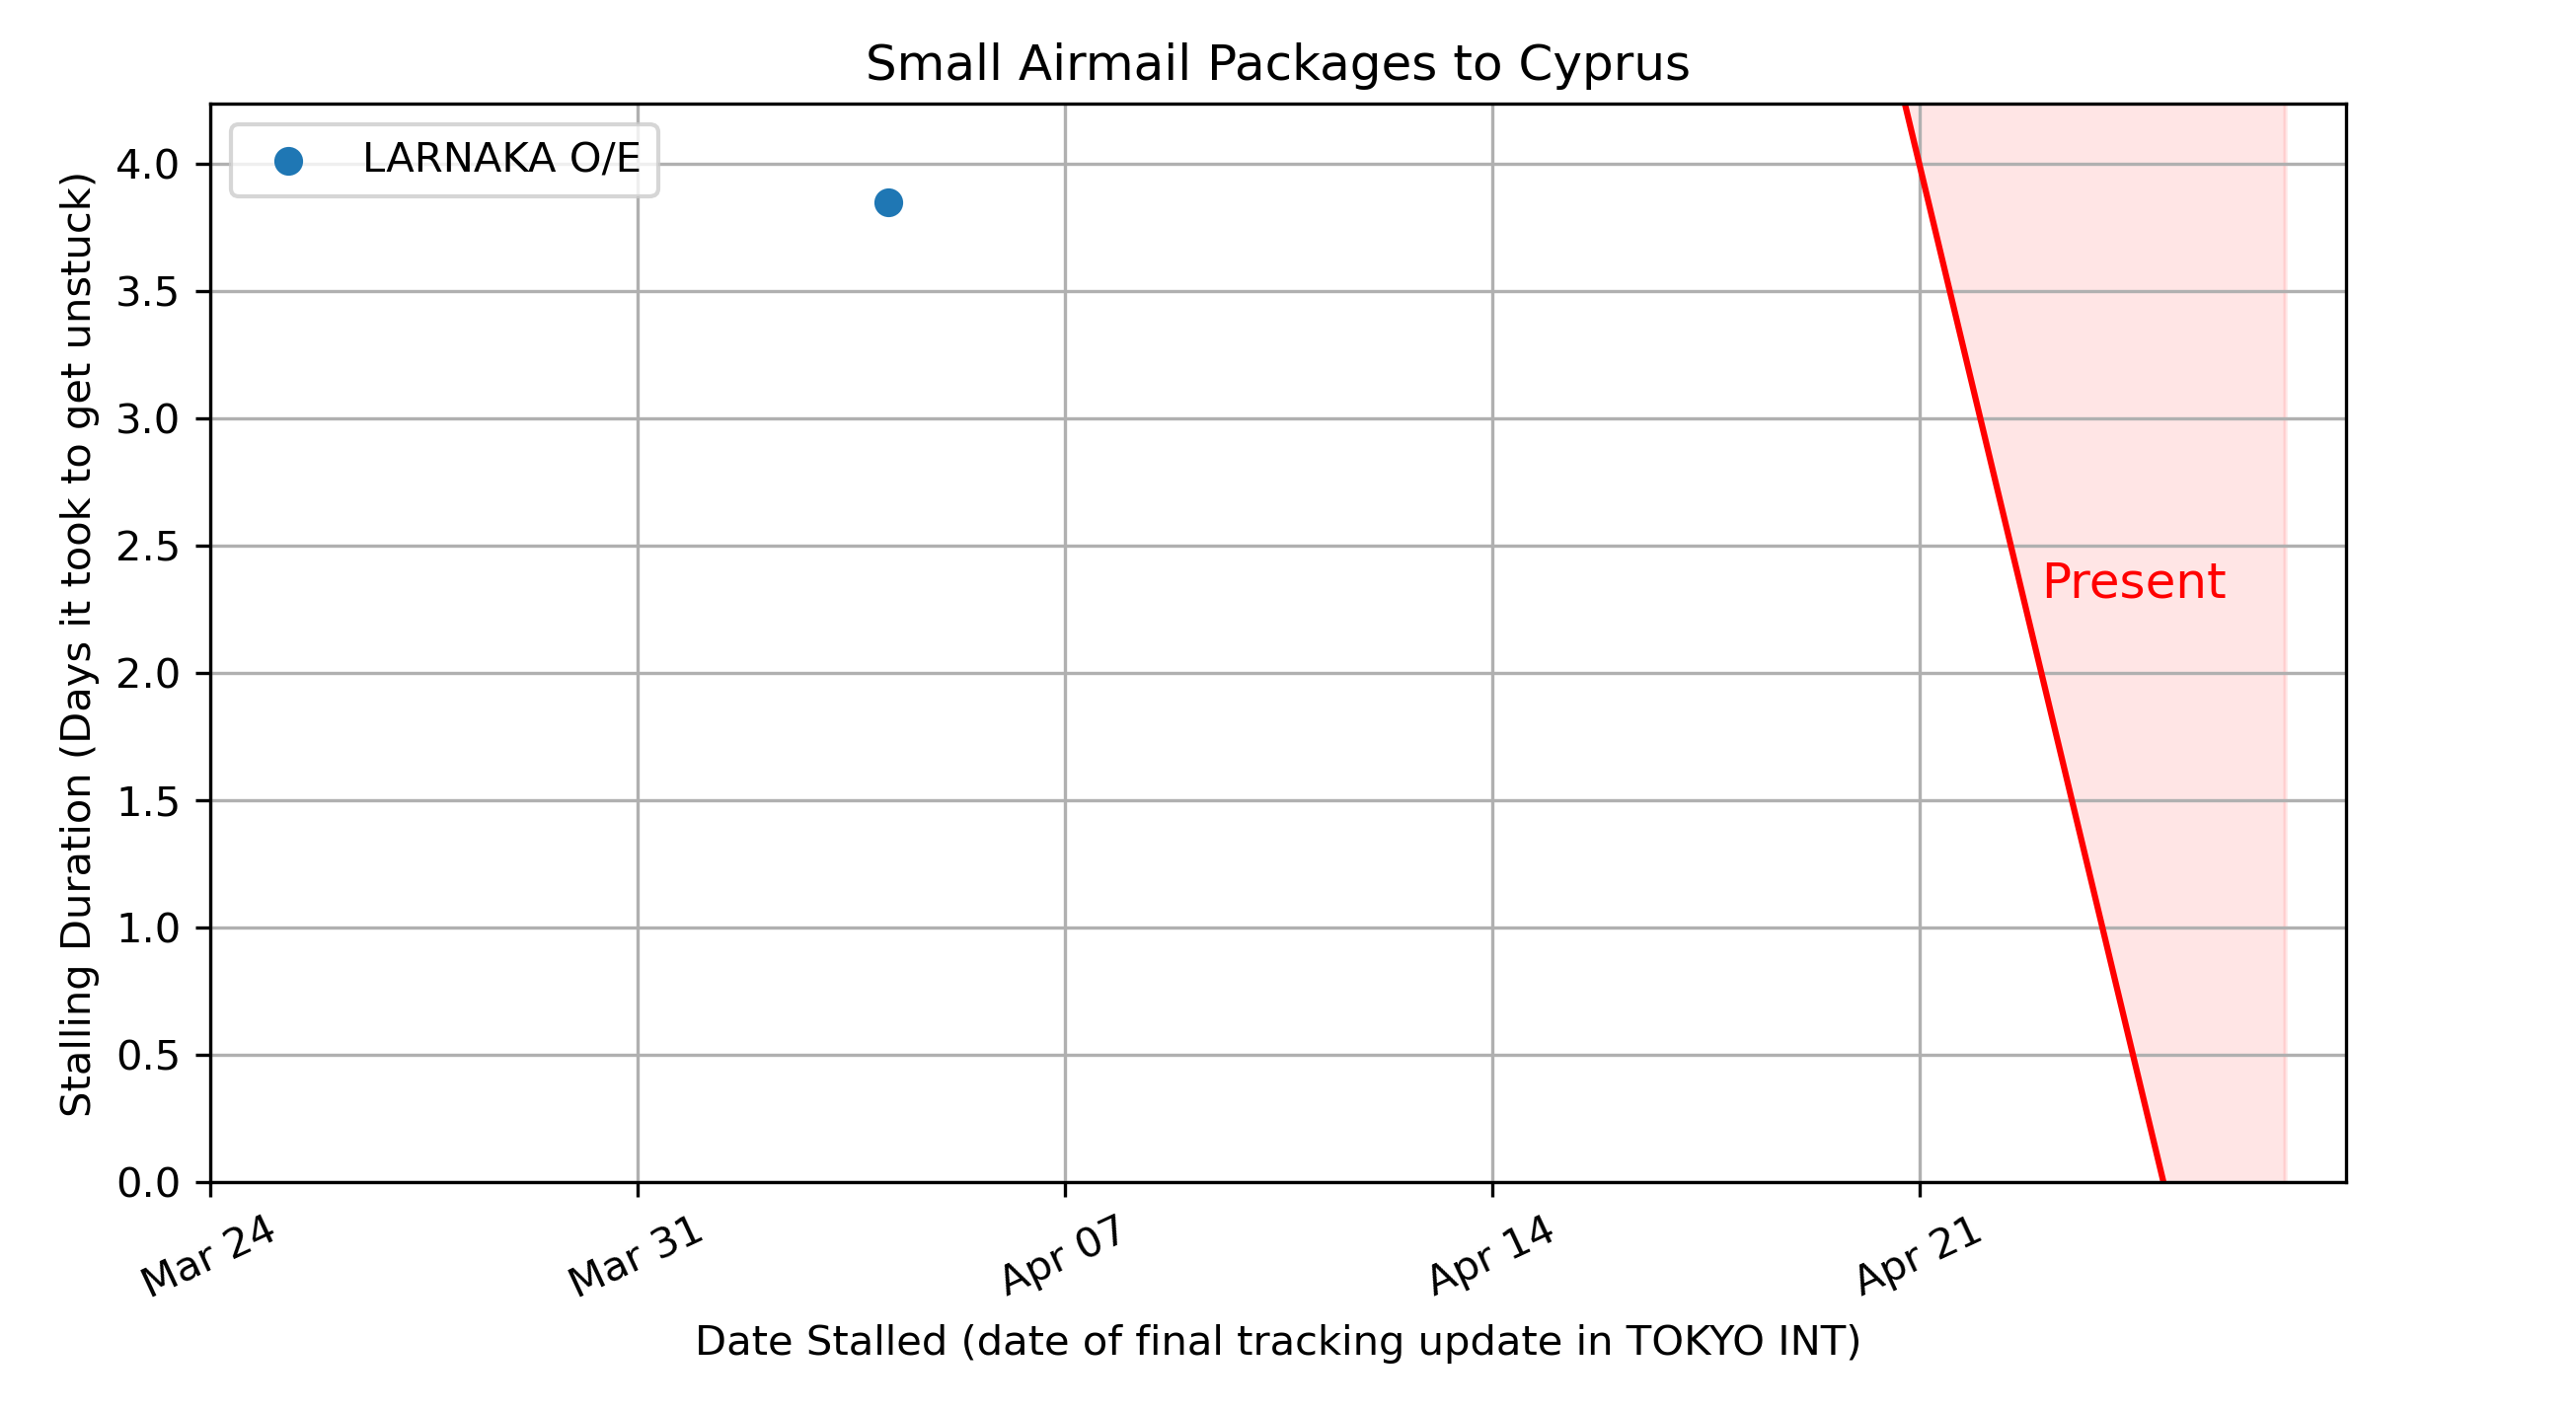 Small Airmail Packages to Cyprus
LARNAKA O/E
Stalling Duration (Days it took to get unstuck)
4.0
3.5
3.0
2.5
2.0
1.5
1.0
0.5
0.0
Present
Mar 24
Mar 31
Apr 07
Apr 14
Apr 21
Date Stalled (date of final tracking update in TOKYO INT)